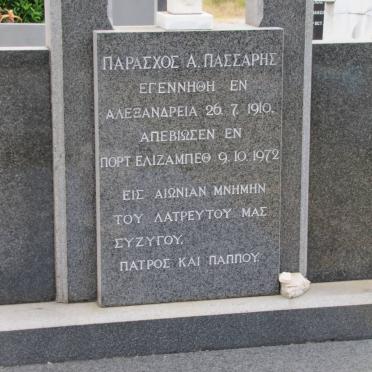 ΠΑΡΑΣΧΟΣ Α. ΠΑΣΣΑΡΗΣ
ΕΓΕΝΝΗΘΗ ΕΝ
ΑΛΕΞΑΝΔΡΕΙΑ 26. 7. 1910.
ΑΠΕΒΙΩΣΕΝ ΕΝ
ΠΟΡΤ ΕΛΙΖΑΜΠΕΘ 9. 10. 1972
ΕΙΣ ΑΙΩΝΙΑΝ ΜΝΗΜΗΝ
ΤΟΥ ΛΑΤΡΕΥΤΟΥ ΜΑΣ
ΣΥΖΥΓΟΥ,
ΠΑΤΡΟΣ ΚΑΙ ΠΑΠΠΟΥ.